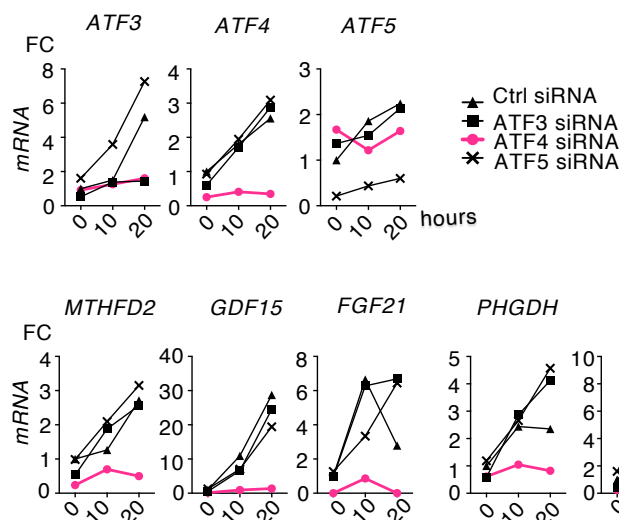 ATF3 ATF4 ATF5
FC
mRNA
8 6 4 2 0
0 10 20
4 3 2 1 0
0 10 20
3 2 1 0
0 10 20
hours
Ctrl siRNA
ATF3 siRNA
ATF4 siRNA
ATF5 siRNA
MTHFD2 GDF15 FGF21 PHGDH
FC
mRNA
4 3 2 1 0
0 10 20
40 30 20 10 0
0 10 20
8 6 4 2 0
0 10 20
5 4 3 2 1 0
0 10 20
10 8 6 4 2 0